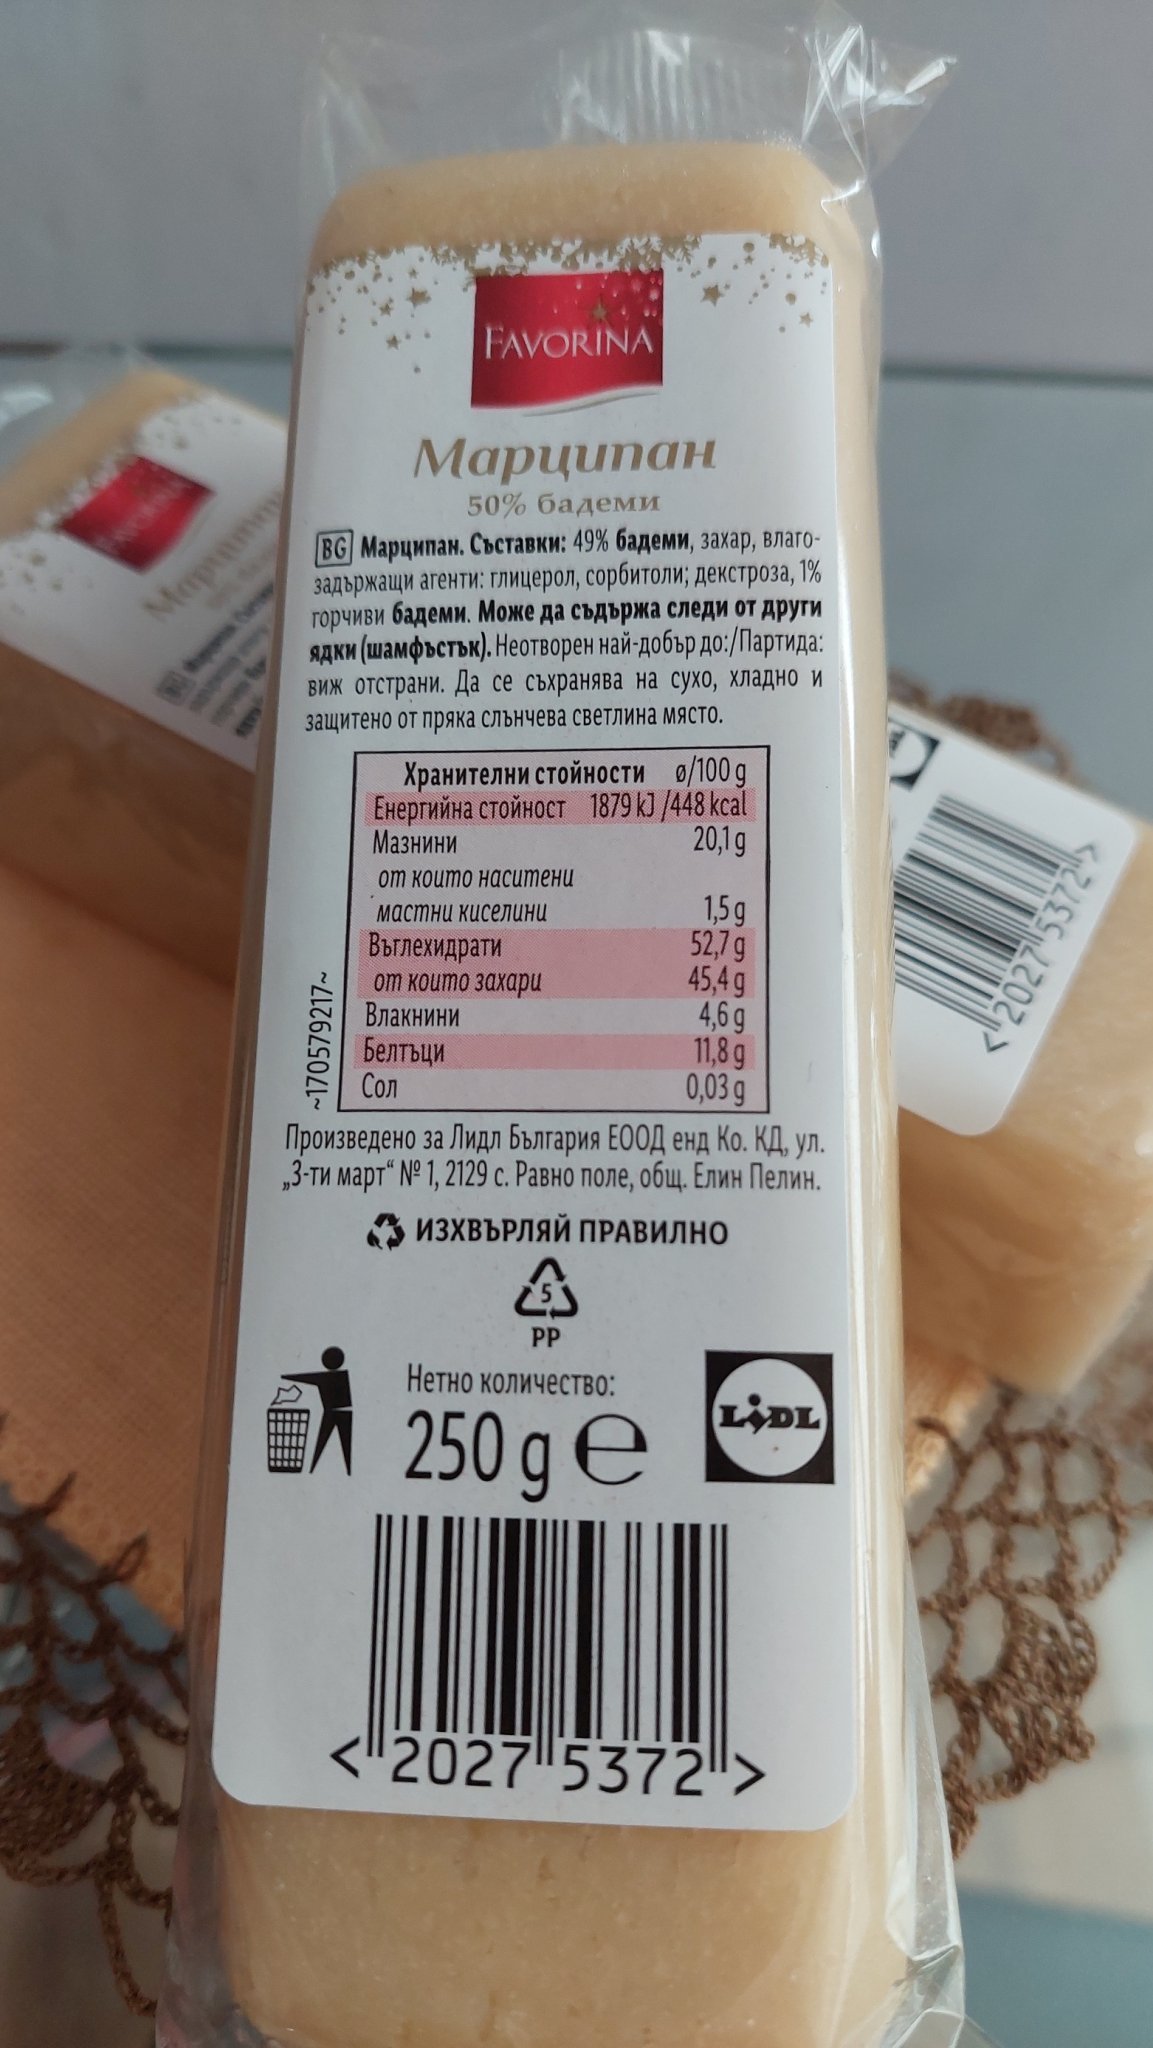 FAVORINA
Марципан
50% бадеми
BG Марципан. Съставки: 49% бадеми, захар, влаго-
задържащи агенти: глицерол, сорбитоли; декстроза, 1%
горчиви бадеми. Може да съдържа следи от други
ядки (шамфъстък). Неотворен най-добър до:/Партида:
виж отстрани. Да се съхранява на сухо, хладно и
защитено от пряка слънчева светлина място.
Хранителни стойности ø/100 g
Енергийна стойност 1879 kJ /448 kcal
Мазнини 20,1 g
от които наситени
мастни киселини 1,5 g
Въглехидрати 52,7 g
от които захари 45,4 g
Влакнини 4,6 g
Белтъци 11,8 g
Сол 0,03 g
~170579217~
Произведено за Лидл България ЕООД енд Ко. КД, ул.
„3-ти март“ № 1, 2129 с. Равно поле, общ. Елин Пелин.
ИЗХВЪРЛЯЙ ПРАВИЛНО
5
PP
Нетно количество:
250 g e
LIDL
<2027 5372>
FAVORINA
Марципан
<2027 5372>